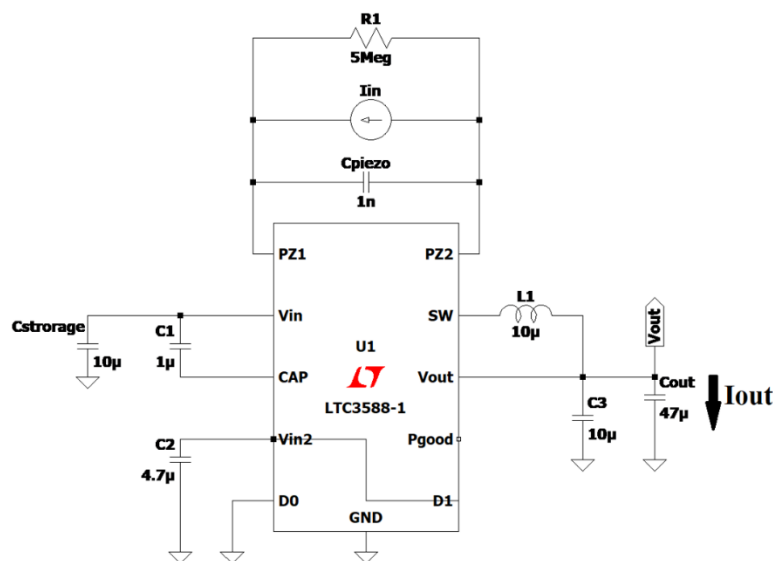 R1
5Meg
Iin
Cpiezo
1n
PZ1
PZ2
Vin
SW
L1
10µ
Cstrorage
10µ
C1
1µ
U1
CAP
LTC3588-1
Vout
Vout
Cout
47µ
Iout
C3
10µ
C2
4.7µ
Vin2
Pgood
D0
D1
GND